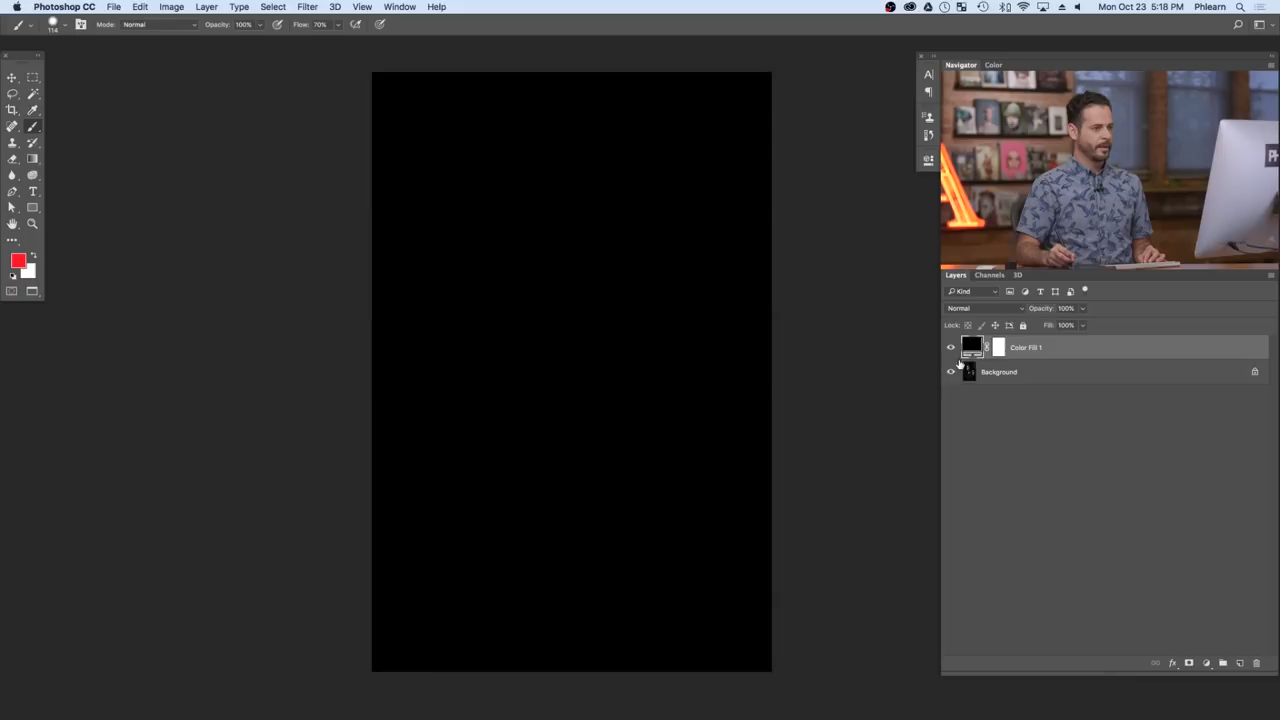 Photoshop CC File Edit Image Layer Type Select Filter 3D View Window Help Mon Oct 23 5:18 PM Phlearn
114 Mode: Normal Opacity: 100% Flow: 70%
Navigator Color
Layers Channels 3D
Kind
Normal Opacity: 100%
Lock: Fill: 100%
Color Fill 1
Background
fx